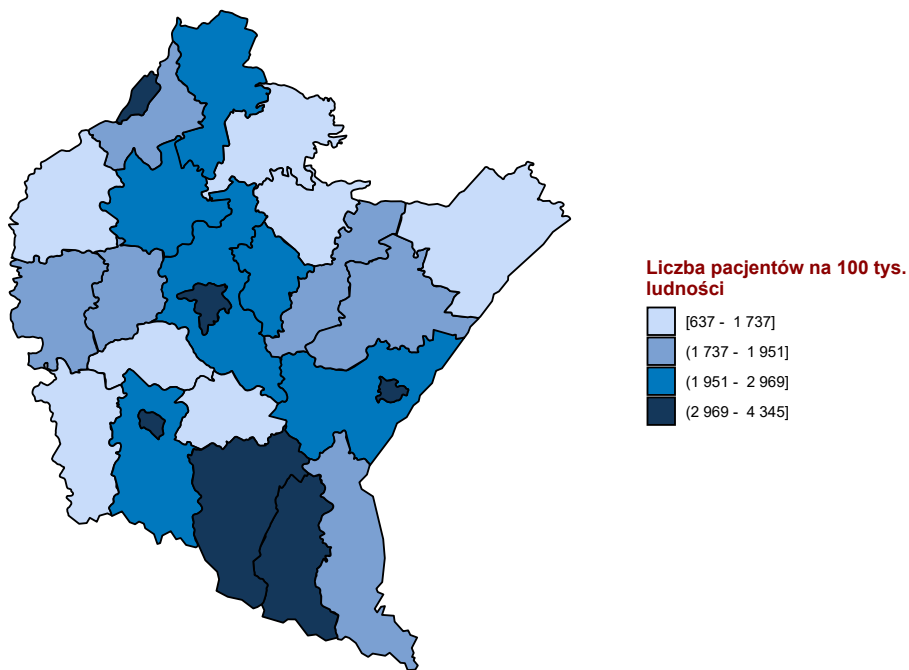 Liczba pacjentów na 100 tys.
ludności
[637 - 1 737]
(1 737 - 1 951]
(1 951 - 2 969]
(2 969 - 4 345]